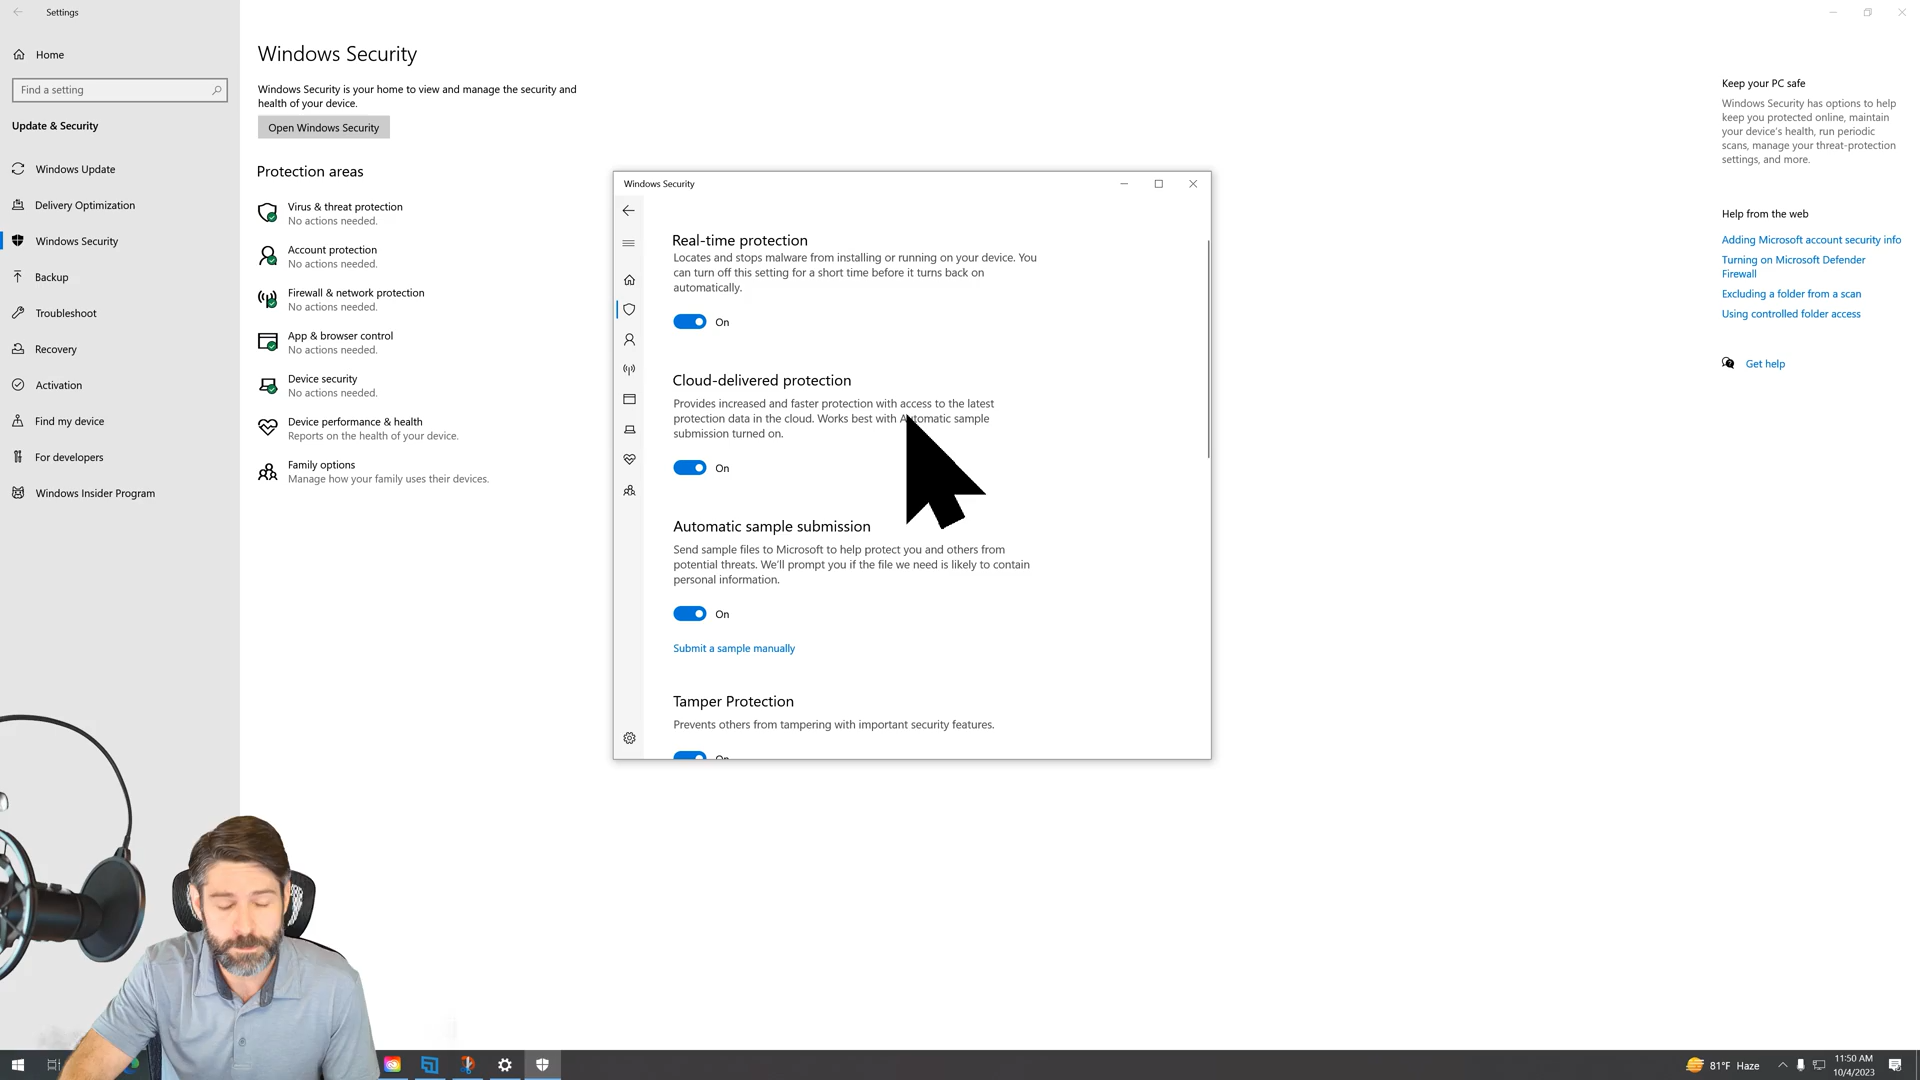 Settings
Home
Find a setting
Update & Security
Windows Update
Delivery Optimization
Windows Security
Backup
Troubleshoot
Recovery
Activation
Find my device
For developers
Windows Insider Program
Windows Security
Windows Security is your home to view and manage the security and
health of your device.
Open Windows Security
Protection areas
Virus & threat protection
No actions needed.
Account protection
No actions needed.
Firewall & network protection
No actions needed.
App & browser control
No actions needed.
Device security
No actions needed.
Device performance & health
Reports on the health of your device.
Family options
Manage how your family uses their devices.
Windows Security
Real-time protection
Locates and stops malware from installing or running on your device. You
can turn off this setting for a short time before it turns back on
automatically.
On
Cloud-delivered protection
Provides increased and faster protection with access to the latest
protection data in the cloud. Works best with Automatic sample
submission turned on.
On
Automatic sample submission
Send sample files to Microsoft to help protect you and others from
potential threats. We'll prompt you if the file we need is likely to contain
personal information.
On
Submit a sample manually
Tamper Protection
Prevents others from tampering with important security features.
On
Keep your PC safe
Windows Security has options to help
keep you protected online, maintain
your device's health, run periodic
scans, manage your threat-protection
settings, and more.
Help from the web
Adding Microsoft account security info
Turning on Microsoft Defender
Firewall
Excluding a folder from a scan
Using controlled folder access
Get help
81°F Haze
11:50 AM
10/4/2023